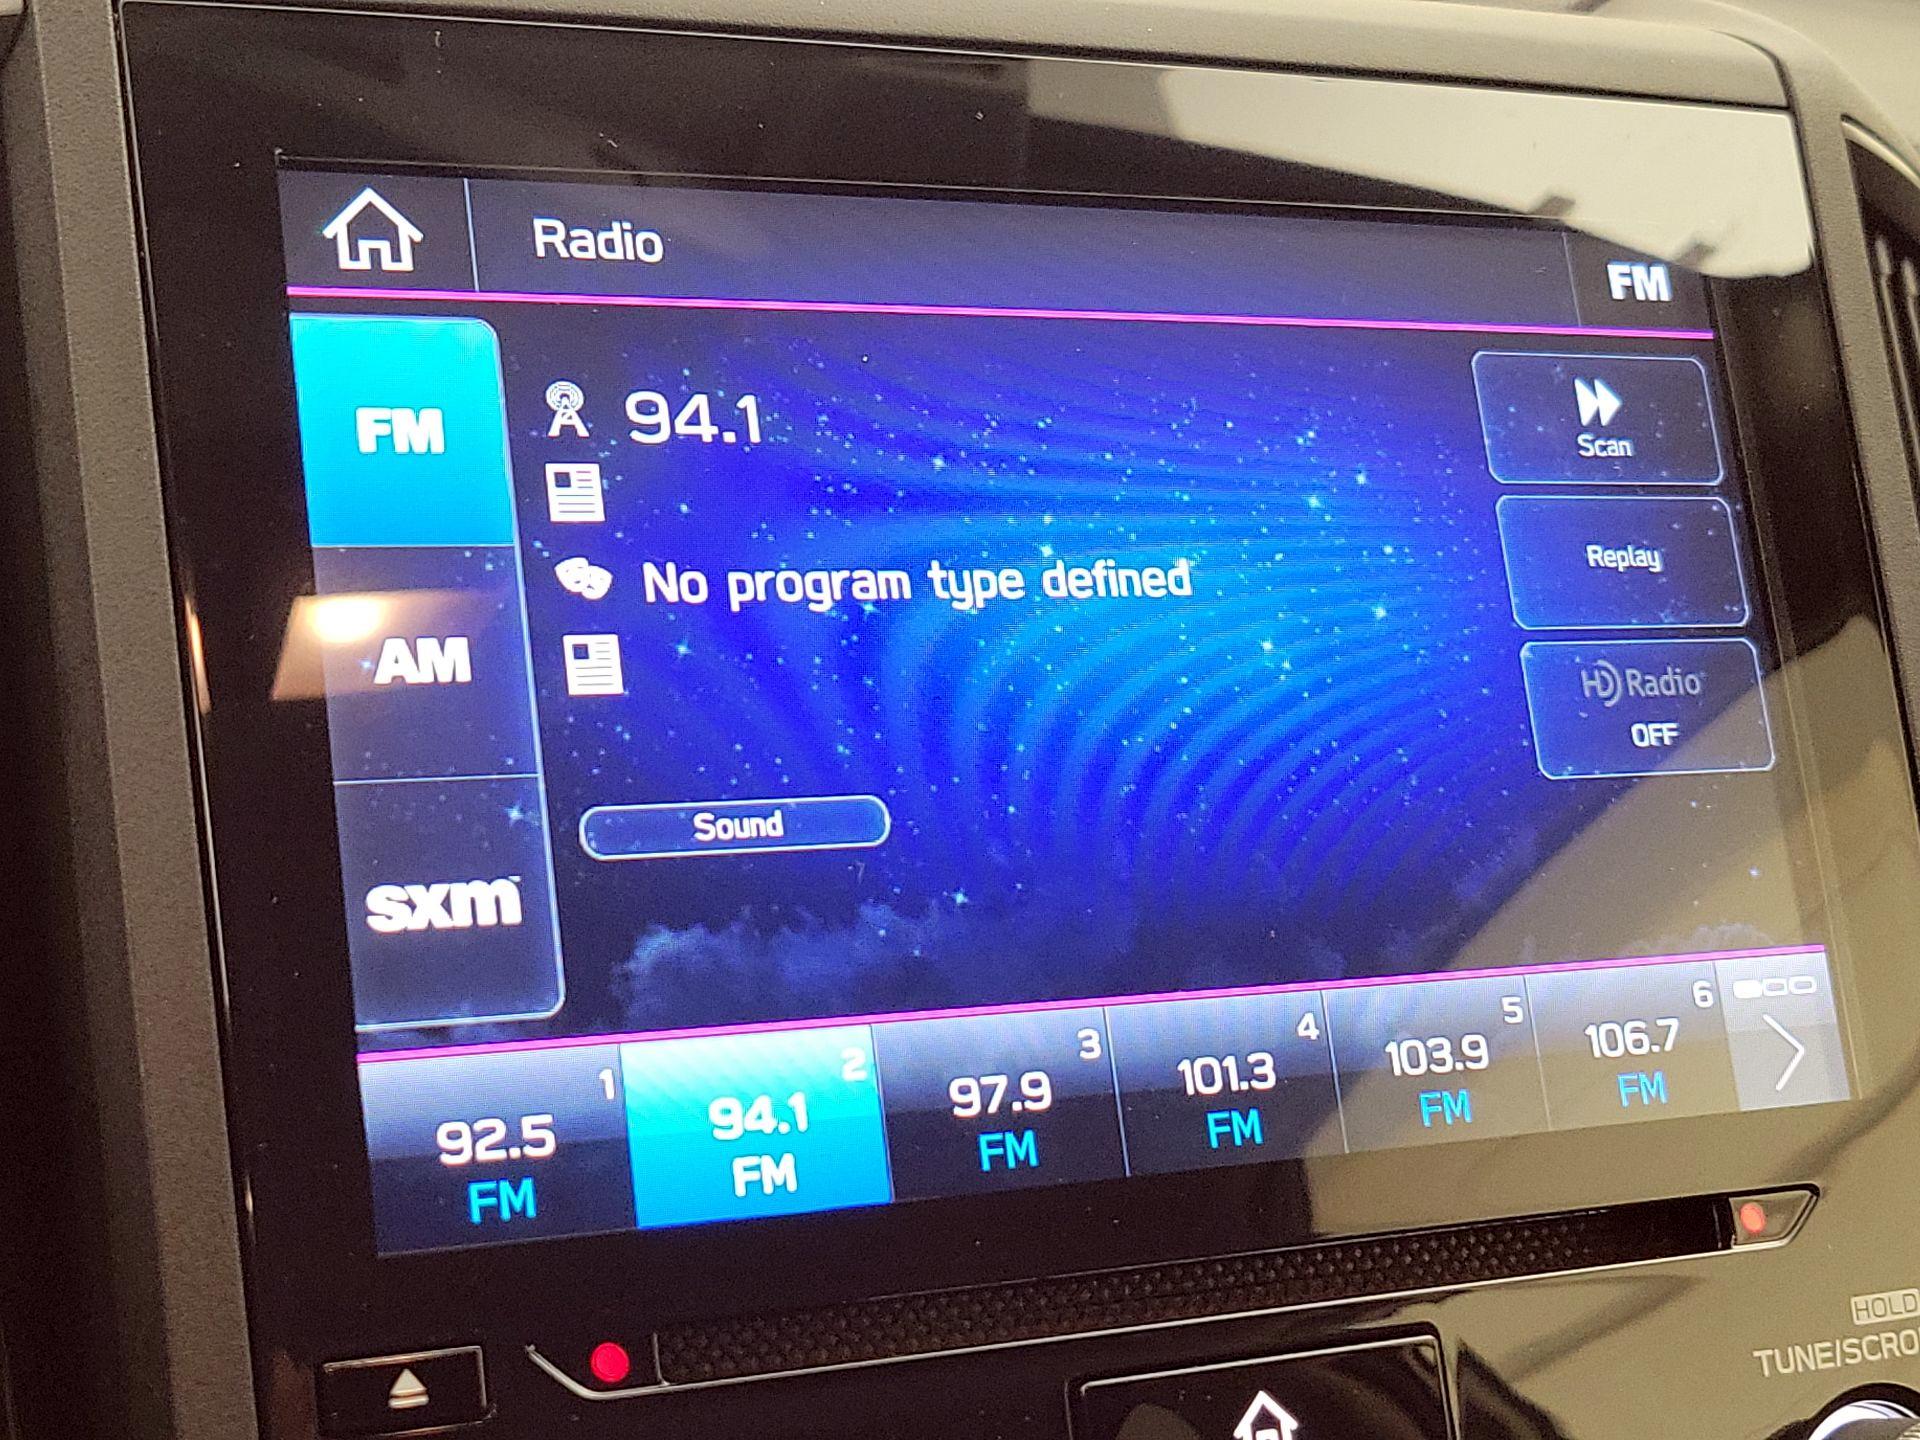 Radio
FM
FM
AM
sxm
94.1
No program type defined
Sound
Scan
Replay
HD Radio
OFF
1
92.5
FM
2
94.1
FM
3
97.9
FM
4
101.3
FM
5
103.9
FM
6
106.7
FM
HOLD
TUNE/SCRO